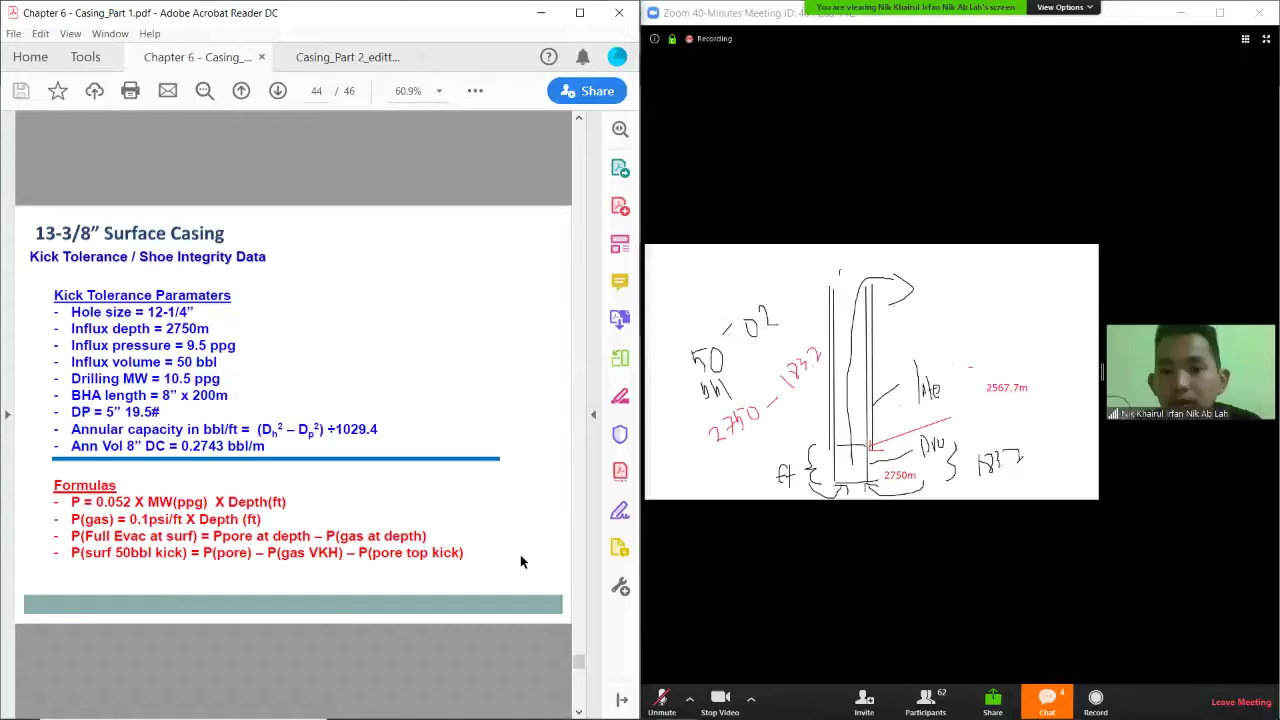 Chapter 6 - Casing_Part 1.pdf - Adobe Acrobat Reader DC
File Edit View Window Help
Home Tools Chapter 6 - Casing_... × Casing_Part 2_editt...
44 / 46 60.9% Share
13-3/8” Surface Casing
Kick Tolerance / Shoe Integrity Data
Kick Tolerance Paramaters
- Hole size = 12-1/4”
- Influx depth = 2750m
- Influx pressure = 9.5 ppg
- Influx volume = 50 bbl
- Drilling MW = 10.5 ppg
- BHA length = 8” x 200m
- DP = 5” 19.5#
- Annular capacity in bbl/ft = (Dh² – Dp²) ÷1029.4
- Ann Vol 8” DC = 0.2743 bbl/m
Formulas
- P = 0.052 X MW(ppg) X Depth(ft)
- P(gas) = 0.1psi/ft X Depth (ft)
- P(Full Evac at surf) = Ppore at depth – P(gas at depth)
- P(surf 50bbl kick) = P(pore) – P(gas VKH) – P(pore top kick)
Zoom 40-Minutes Meeting ID:
You are viewing Nik Khairul Irfan Nik Ab Lah's screen View Options
Recording
50
bbl
2750 – 183.2
2567.7m
2750m
ft
Nik Khairul Irfan Nik Ab Lah
Unmute Stop Video Invite Participants 62 Share Chat 4 Record Leave Meeting